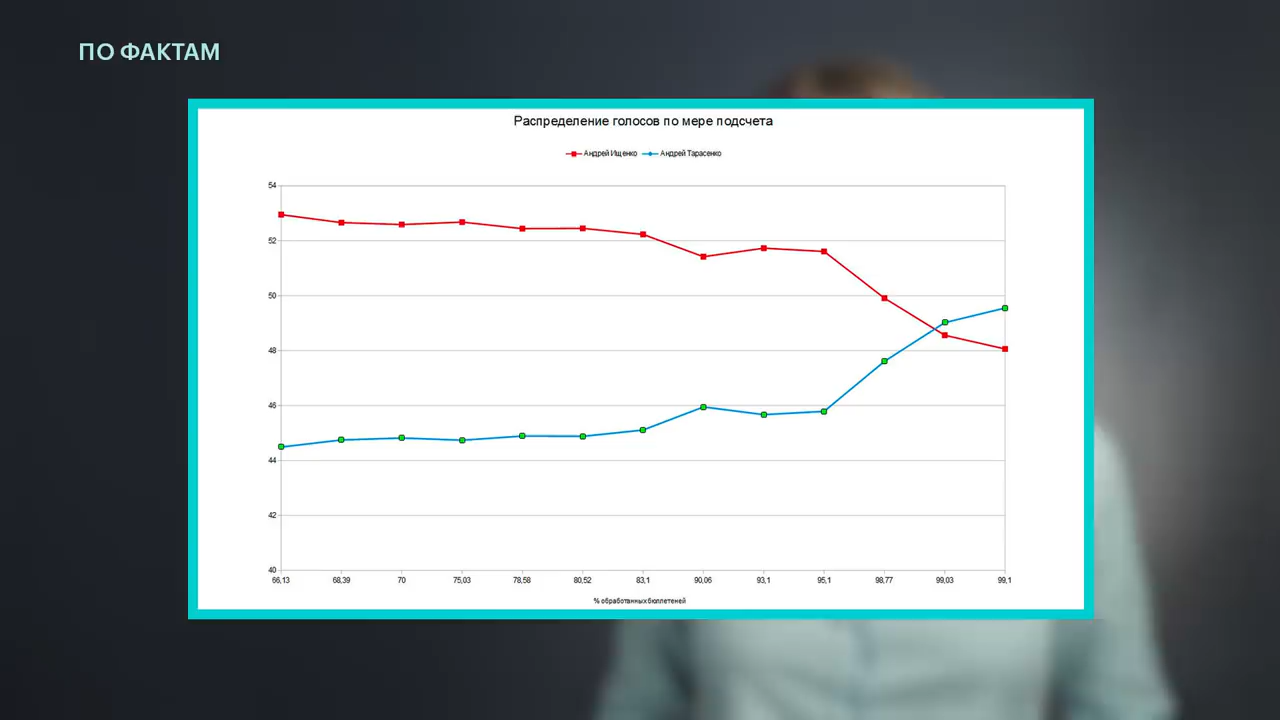 ПО ФАКТАМ
Распределение голосов по мере подсчета
Андрей Ищенко Андрей Тарасенко
54
52
50
48
46
44
42
40
66,13 68,39 70 75,03 78,58 80,52 83,1 90,06 93,1 95,1 98,77 99,03 99,1
% обработанных бюллетеней